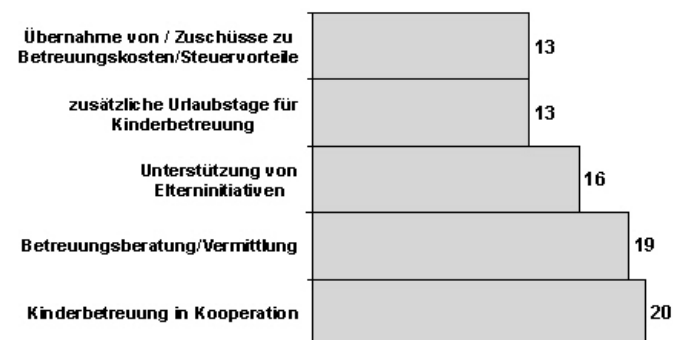 Übernahme von / Zuschüsse zu
Betreuungskosten/Steuervorteile
13
zusätzliche Urlaubstage für
Kinderbetreuung
13
Unterstützung von
Elterninitiativen
16
Betreuungsberatung/Vermittlung
19
Kinderbetreuung in Kooperation
20